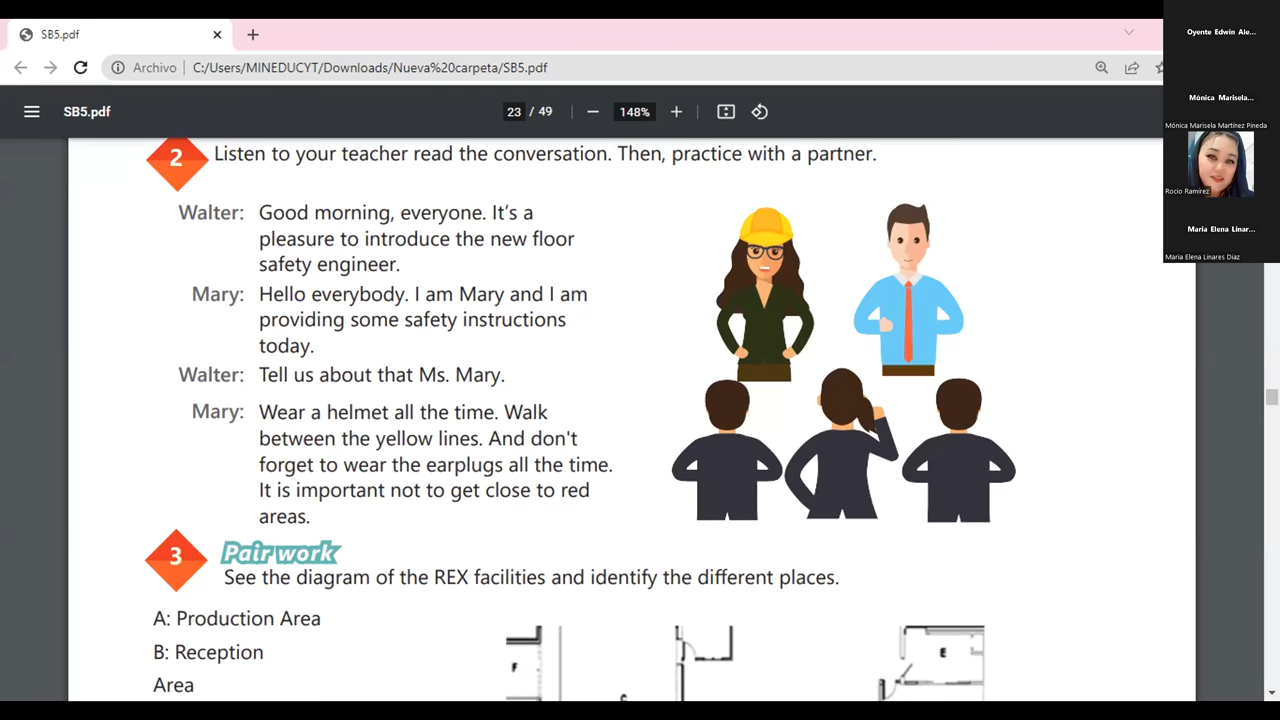 SB5.pdf
Archivo
C:/Users/MINEDUCYT/Downloads/Nueva%20carpeta/SB5.pdf
SB5.pdf
23 / 49
148%
2
Listen to your teacher read the conversation. Then, practice with a partner.
Walter: Good morning, everyone. It's a
pleasure to introduce the new floor
safety engineer.
Mary: Hello everybody. I am Mary and I am
providing some safety instructions
today.
Walter: Tell us about that Ms. Mary.
Mary: Wear a helmet all the time. Walk
between the yellow lines. And don't
forget to wear the earplugs all the time.
It is important not to get close to red
areas.
3
Pair work
See the diagram of the REX facilities and identify the different places.
A: Production Area
B: Reception
Area
F
E
Oyente Edwin Ale...
Mónica Marisela...
Mónica Marisela Martínez Pineda
Rocio Ramírez
Maria Elena Linar...
Maria Elena Linares Diaz